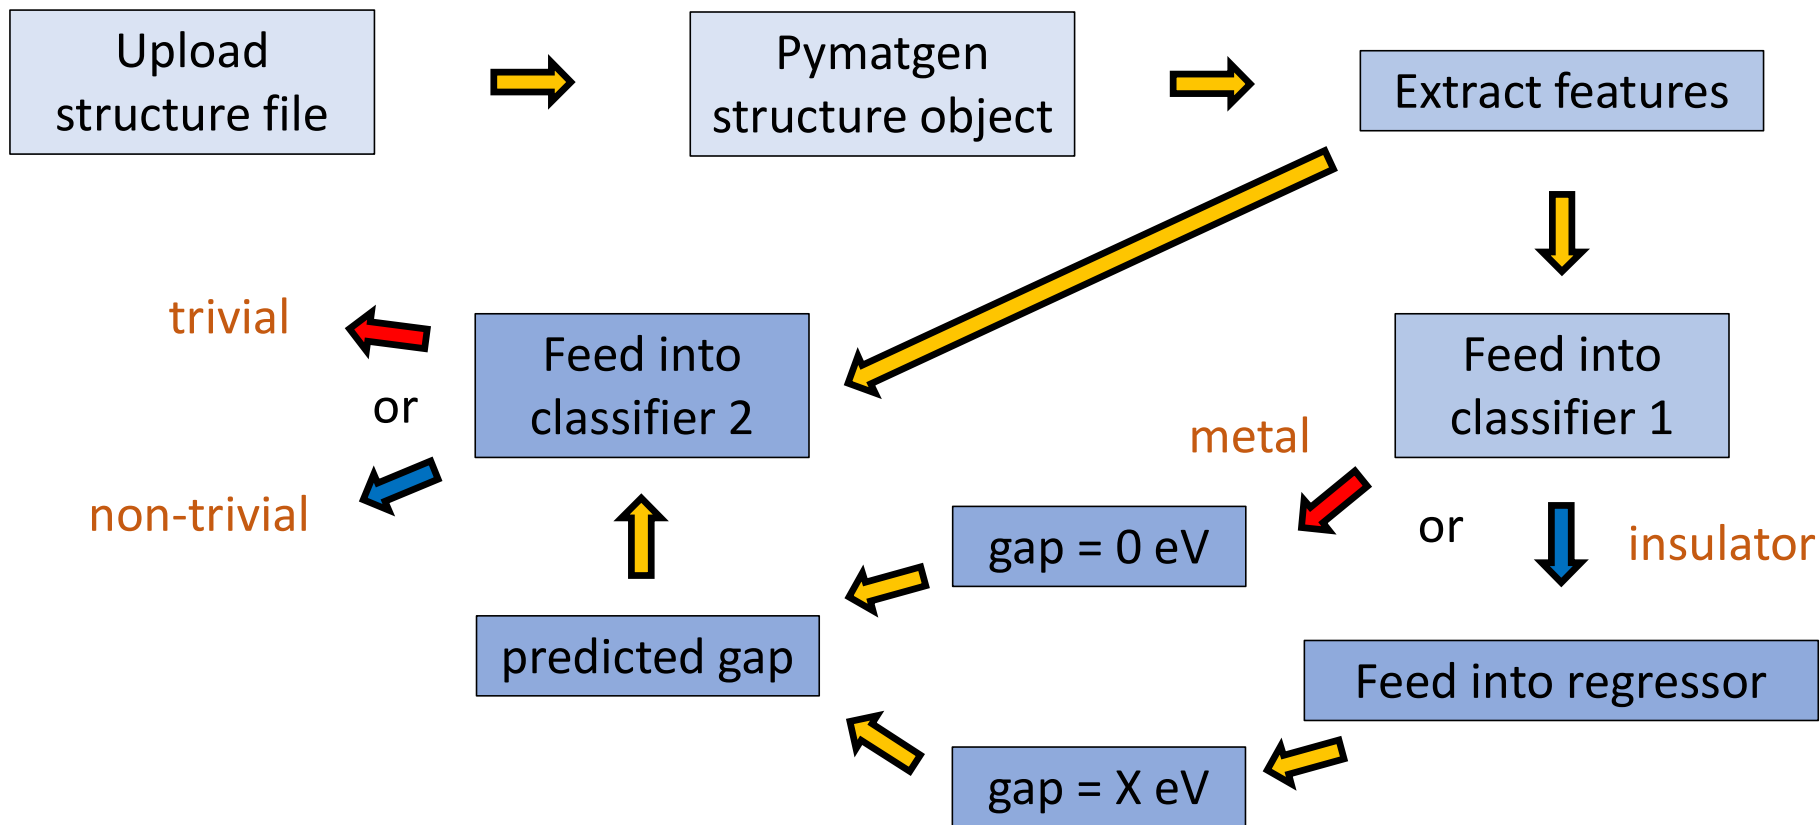 Upload
structure file
Pymatgen
structure object
Extract features
trivial
or
non-trivial
Feed into
classifier 2
Feed into
classifier 1
metal
or
insulator
gap = 0 eV
predicted gap
Feed into regressor
gap = X eV